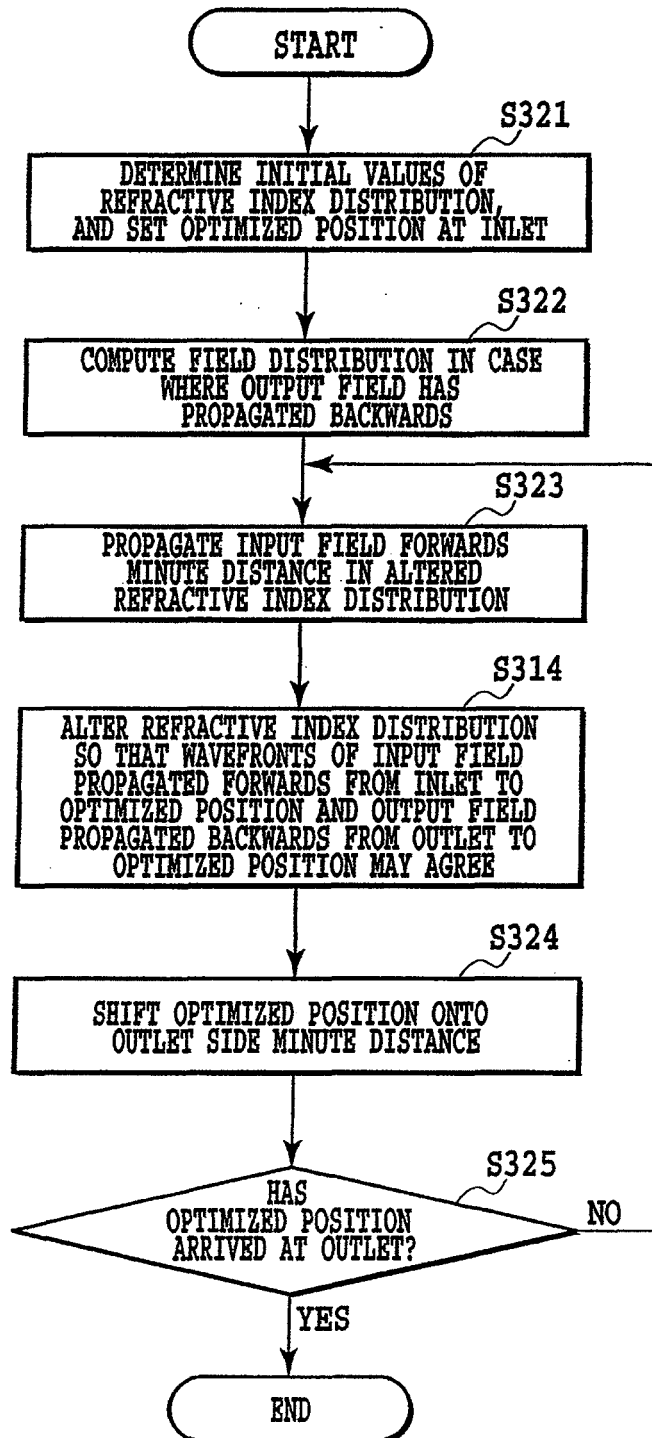 START
S321
DETERMINE INITIAL VALUES OF
REFRACTIVE INDEX DISTRIBUTION,
AND SET OPTIMIZED POSITION AT INLET
S322
COMPUTE FIELD DISTRIBUTION IN CASE
WHERE OUTPUT FIELD HAS
PROPAGATED BACKWARDS
S323
PROPAGATE INPUT FIELD FORWARDS
MINUTE DISTANCE IN ALTERED
REFRACTIVE INDEX DISTRIBUTION
S314
ALTER REFRACTIVE INDEX DISTRIBUTION
SO THAT WAVEFRONTS OF INPUT FIELD
PROPAGATED FORWARDS FROM INLET TO
OPTIMIZED POSITION AND OUTPUT FIELD
PROPAGATED BACKWARDS FROM OUTLET TO
OPTIMIZED POSITION MAY AGREE
S324
SHIFT OPTIMIZED POSITION ONTO
OUTLET SIDE MINUTE DISTANCE
S325
HAS
OPTIMIZED POSITION
ARRIVED AT OUTLET?
NO
YES
END